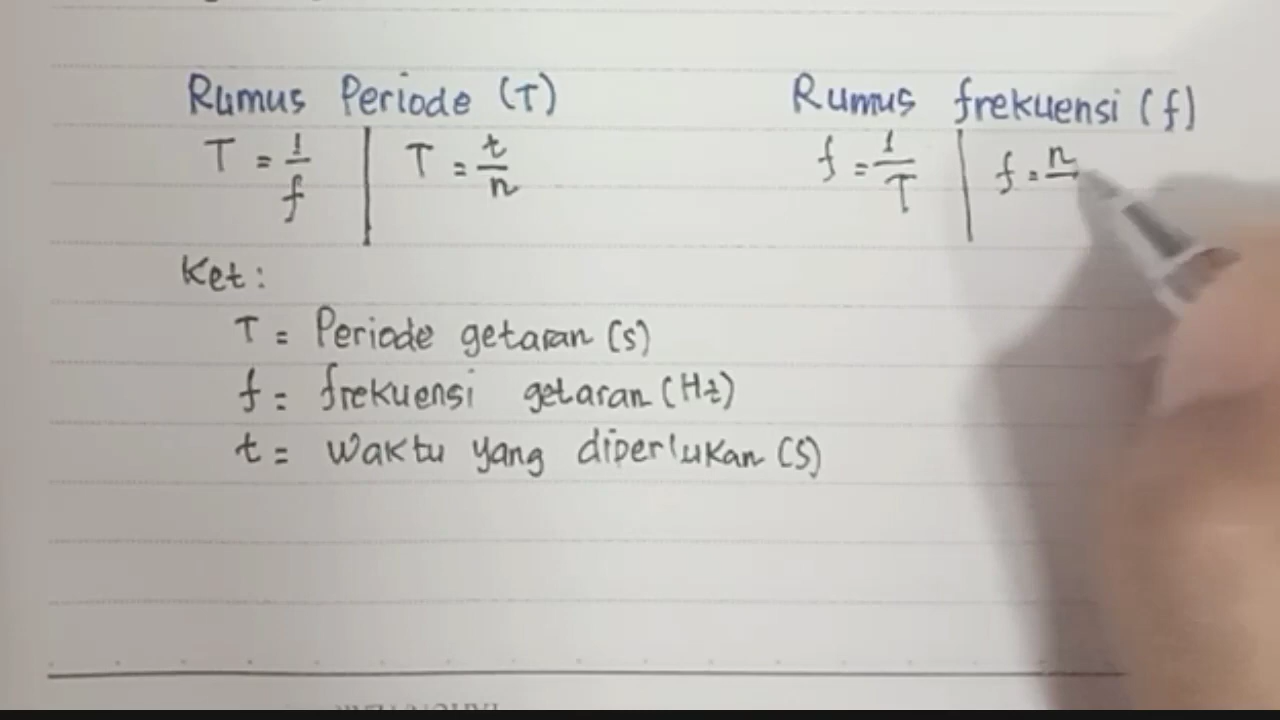 Rumus Periode (T) Rumus frekuensi (f)
T = 1/f | T = t/n f = 1/T | f = n/
Ket:
T = Periode getaran (s)
f = frekuensi getaran (Hz)
t = waktu yang diperlukan (s)